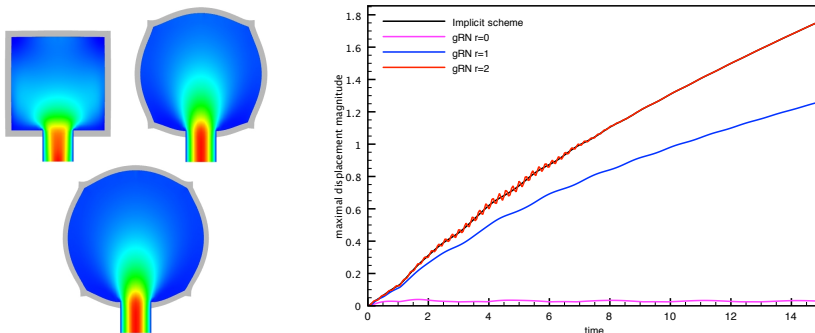 Implicit scheme
gRN r=0
gRN r=1
gRN r=2
maximal displacement magnitude
1.8
1.6
1.4
1.2
1
0.8
0.6
0.4
0.2
0
0 2 4 6 8 10 12 14
time